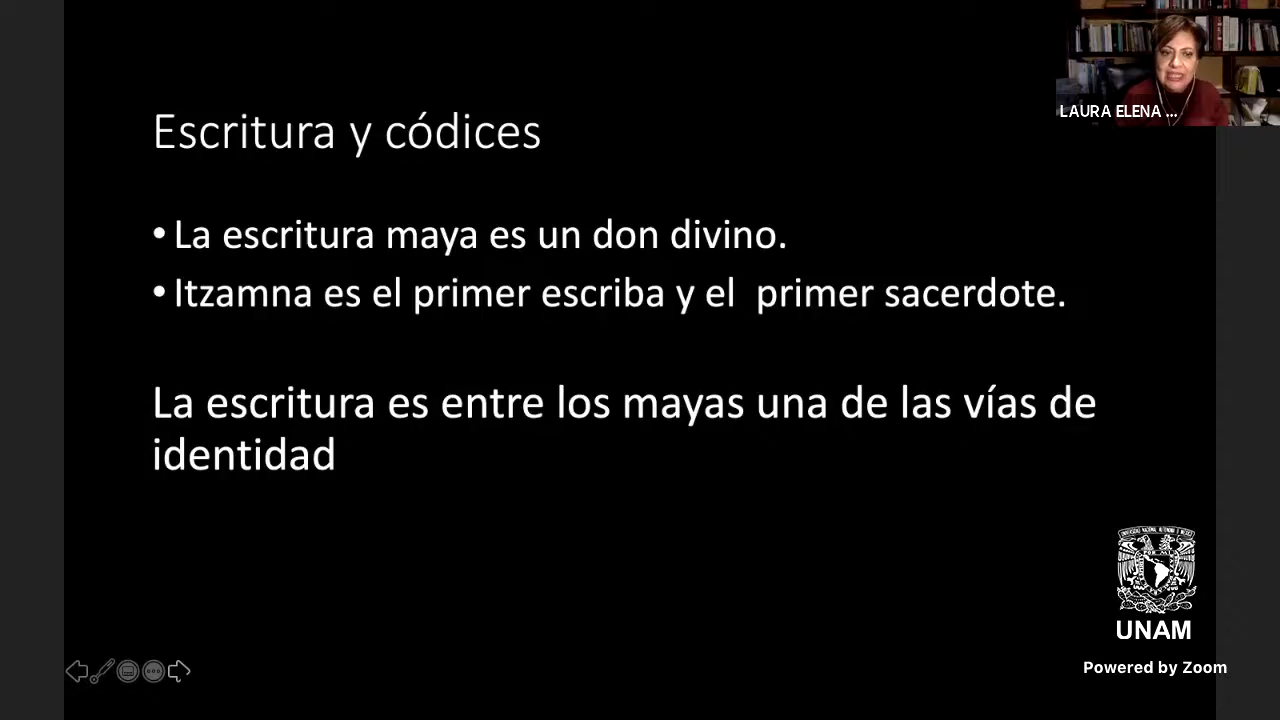 Escritura y códices
• La escritura maya es un don divino.
• Itzamna es el primer escriba y el  primer sacerdote.
La escritura es entre los mayas una de las vías de
identidad
LAURA ELENA ...
UNAM
Powered by Zoom